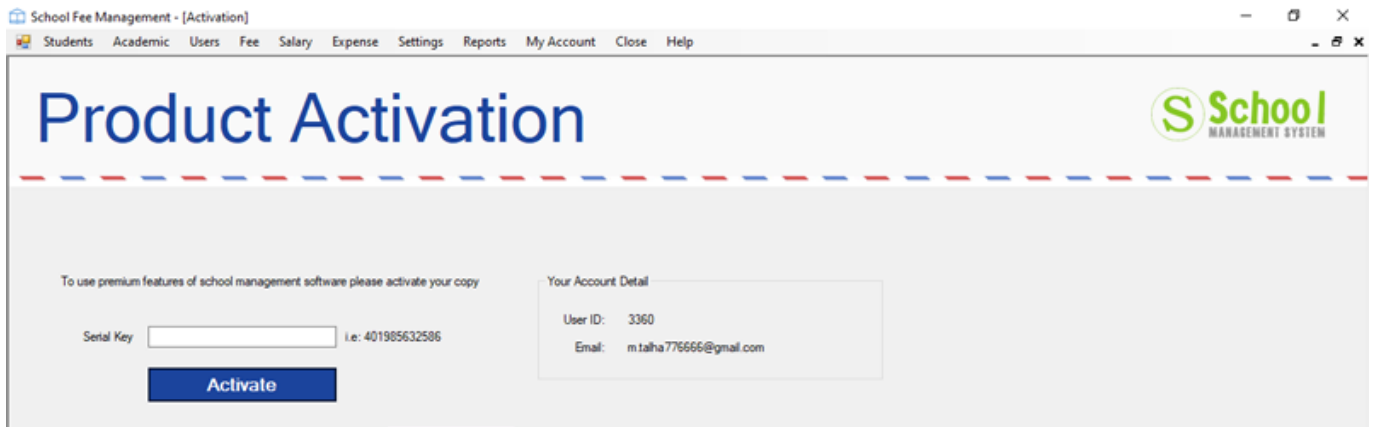 School Fee Management - [Activation]
Students Academic Users Fee Salary Expense Settings Reports My Account Close Help
Product Activation
S School
MANAGEMENT SYSTEM
To use premium features of school management software please activate your copy
Serial Key i.e: 401985632586
Activate
Your Account Detail
User ID: 3360
Email: m.talha776666@gmail.com